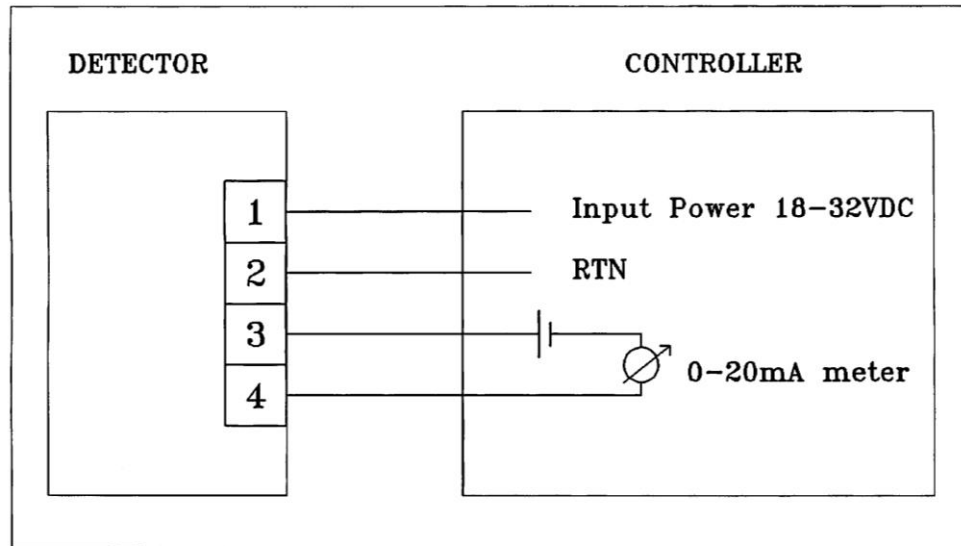 DETECTOR
CONTROLLER
1
Input Power 18-32VDC
2
RTN
3
4
0-20mA meter